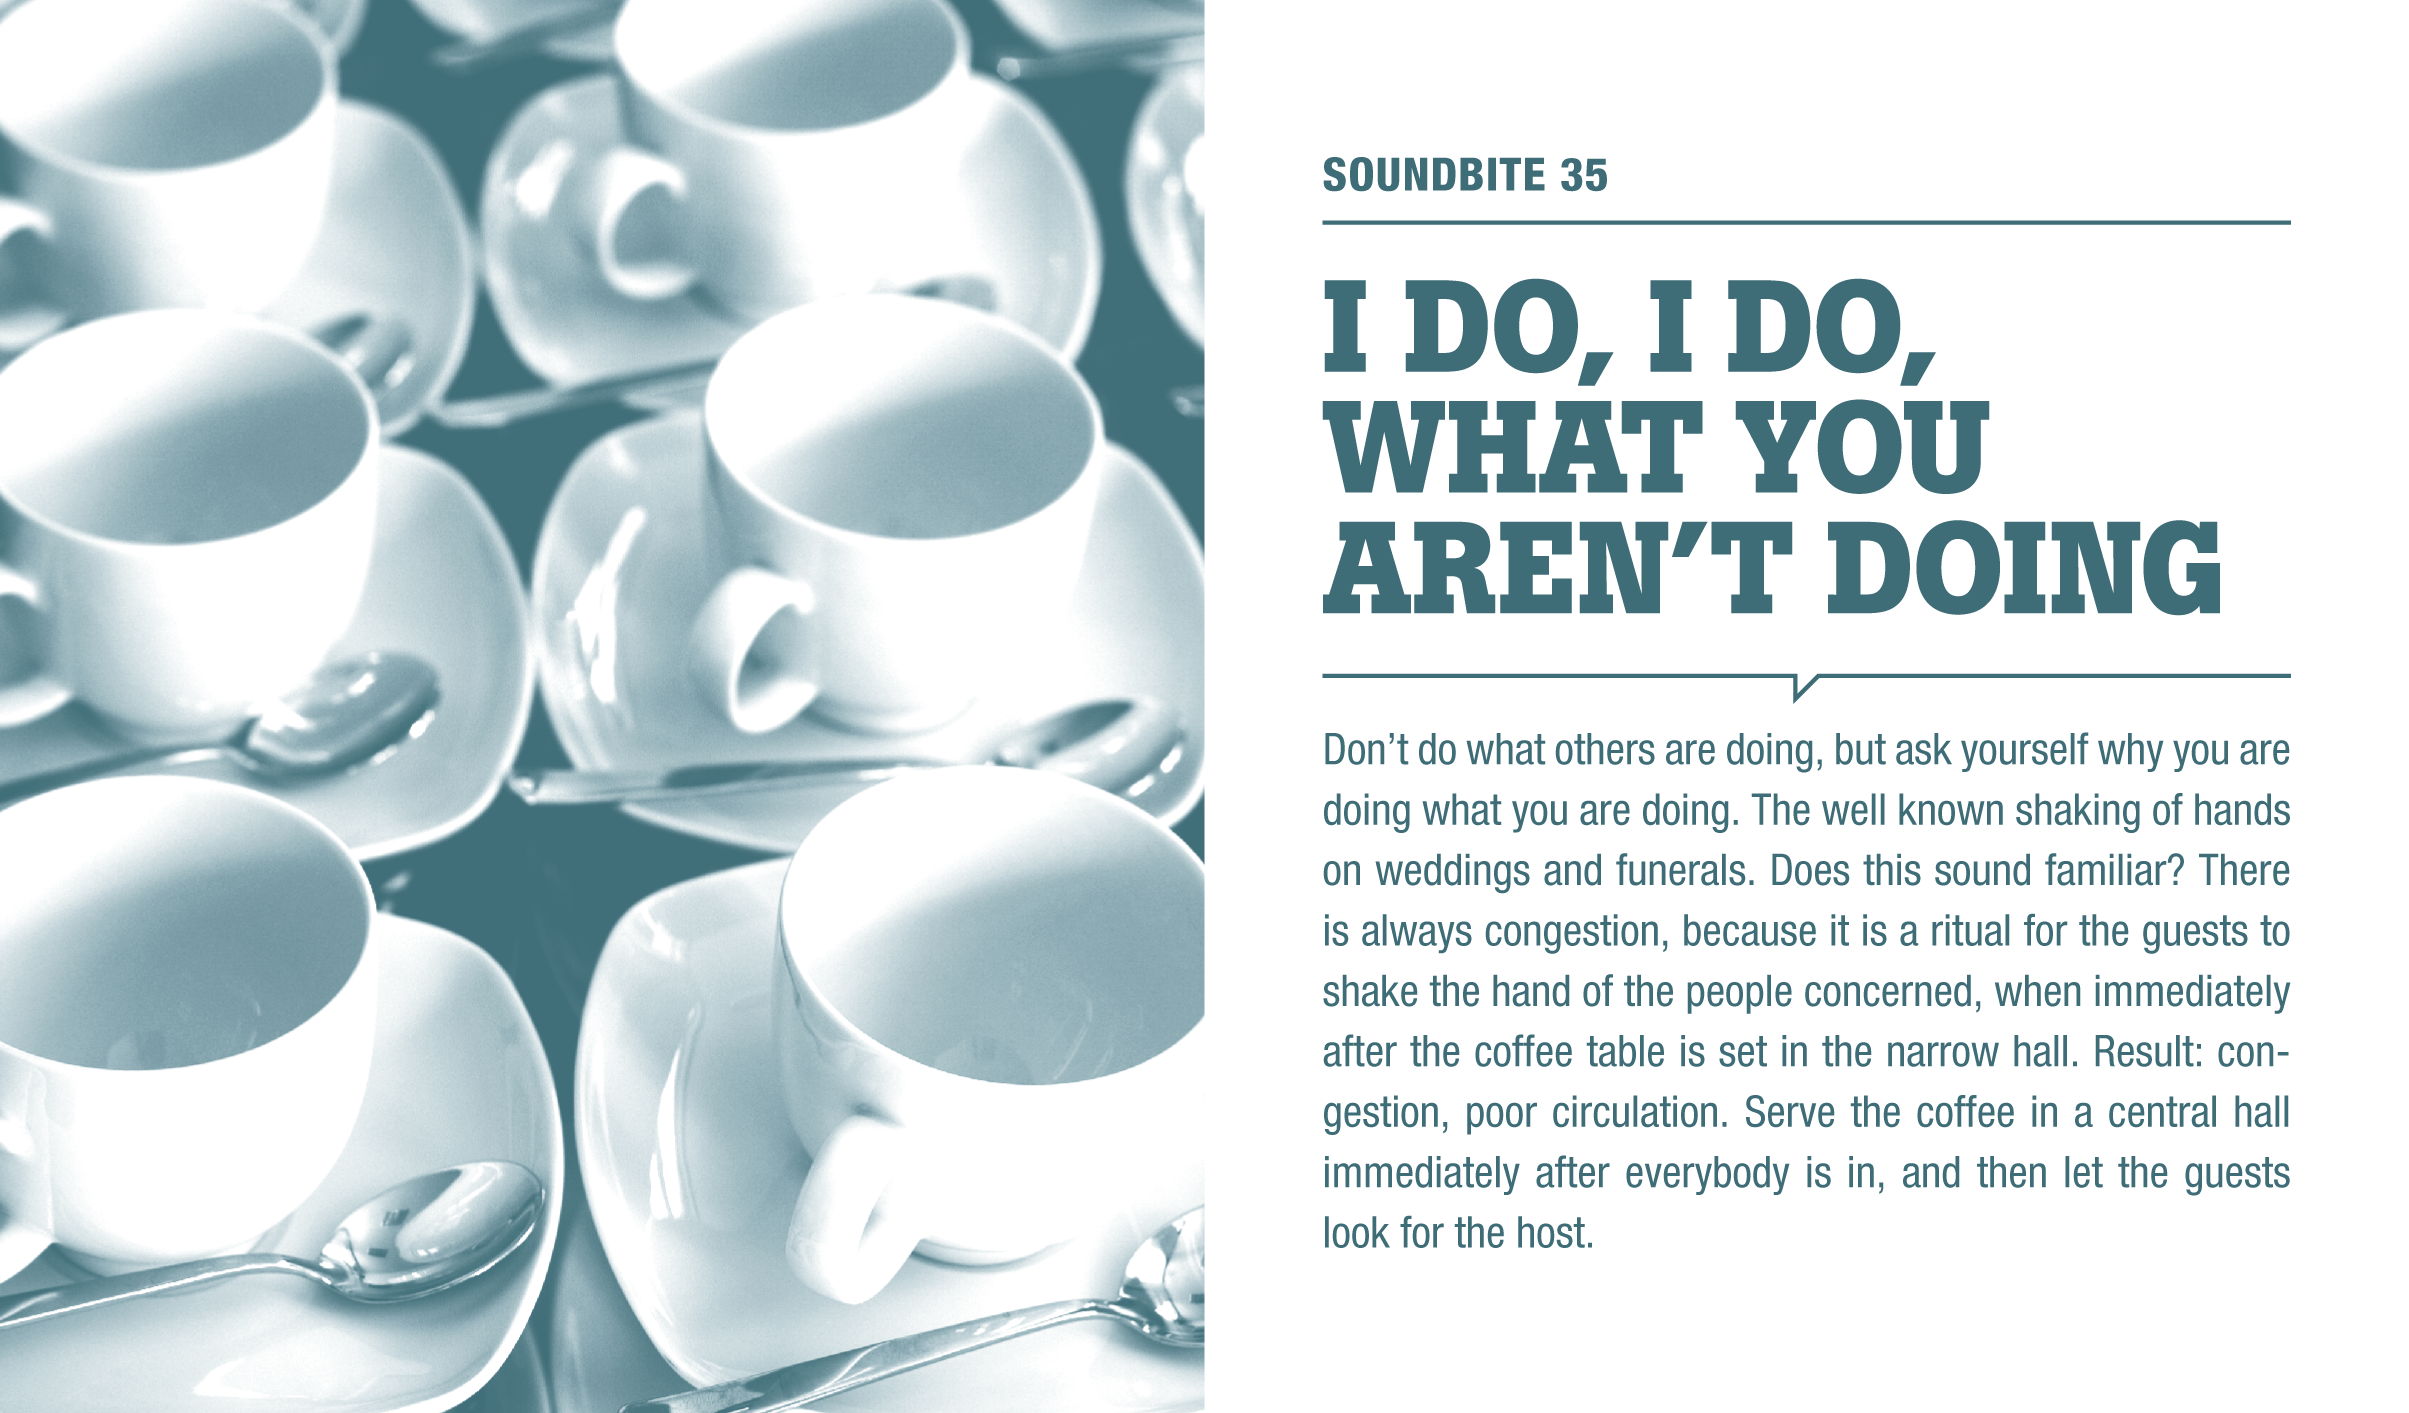 SOUNDBITE 35
I DO, I DO,
WHAT YOU
AREN’T DOING
Don’t do what others are doing, but ask yourself why you are
doing what you are doing. The well known shaking of hands
on weddings and funerals. Does this sound familiar? There
is always congestion, because it is a ritual for the guests to
shake the hand of the people concerned, when immediately
after the coffee table is set in the narrow hall. Result: con-
gestion, poor circulation. Serve the coffee in a central hall
immediately after everybody is in, and then let the guests
look for the host.